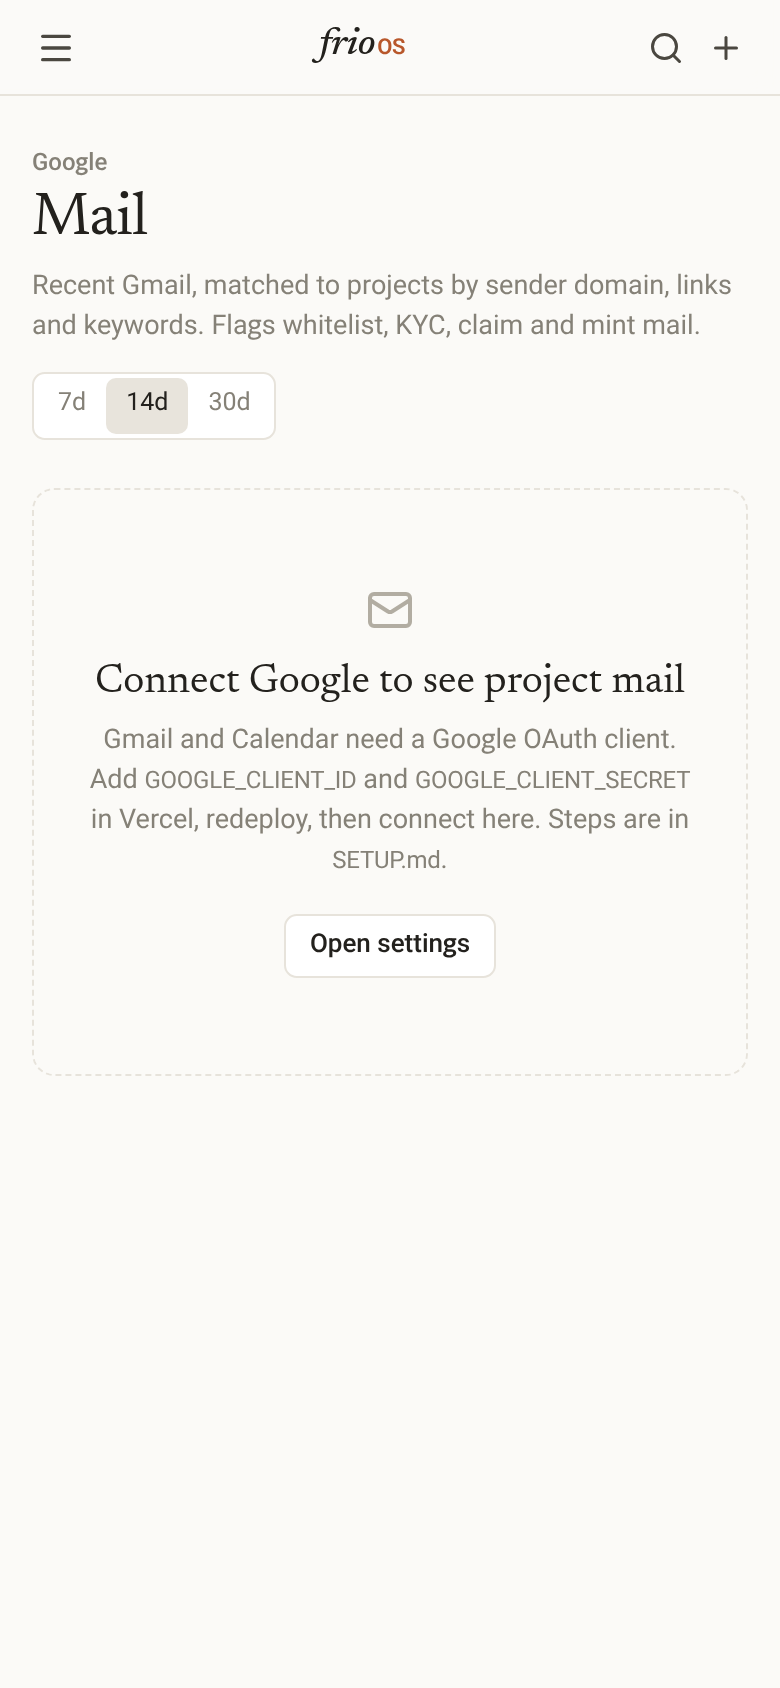 frio os
Google
Mail
Recent Gmail, matched to projects by sender domain, links
and keywords. Flags whitelist, KYC, claim and mint mail.
7d 14d 30d
Connect Google to see project mail
Gmail and Calendar need a Google OAuth client.
Add GOOGLE_CLIENT_ID and GOOGLE_CLIENT_SECRET
in Vercel, redeploy, then connect here. Steps are in
SETUP.md.
Open settings